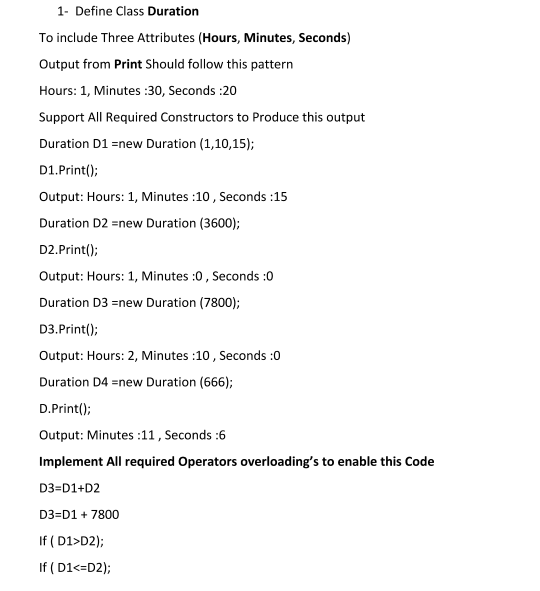 1- Define Class Duration
To include Three Attributes (Hours, Minutes, Seconds)
Output from Print Should follow this pattern
Hours: 1, Minutes :30, Seconds :20
Support All Required Constructors to Produce this output
Duration D1 =new Duration (1,10,15);
D1.Print();
Output: Hours: 1, Minutes :10 , Seconds :15
Duration D2 =new Duration (3600);
D2.Print();
Output: Hours: 1, Minutes :0 , Seconds :0
Duration D3 =new Duration (7800);
D3.Print();
Output: Hours: 2, Minutes :10 , Seconds :0
Duration D4 =new Duration (666);
D.Print();
Output: Minutes :11 , Seconds :6
Implement All required Operators overloading’s to enable this Code
D3=D1+D2
D3=D1 + 7800
If ( D1>D2);
If ( D1<=D2);